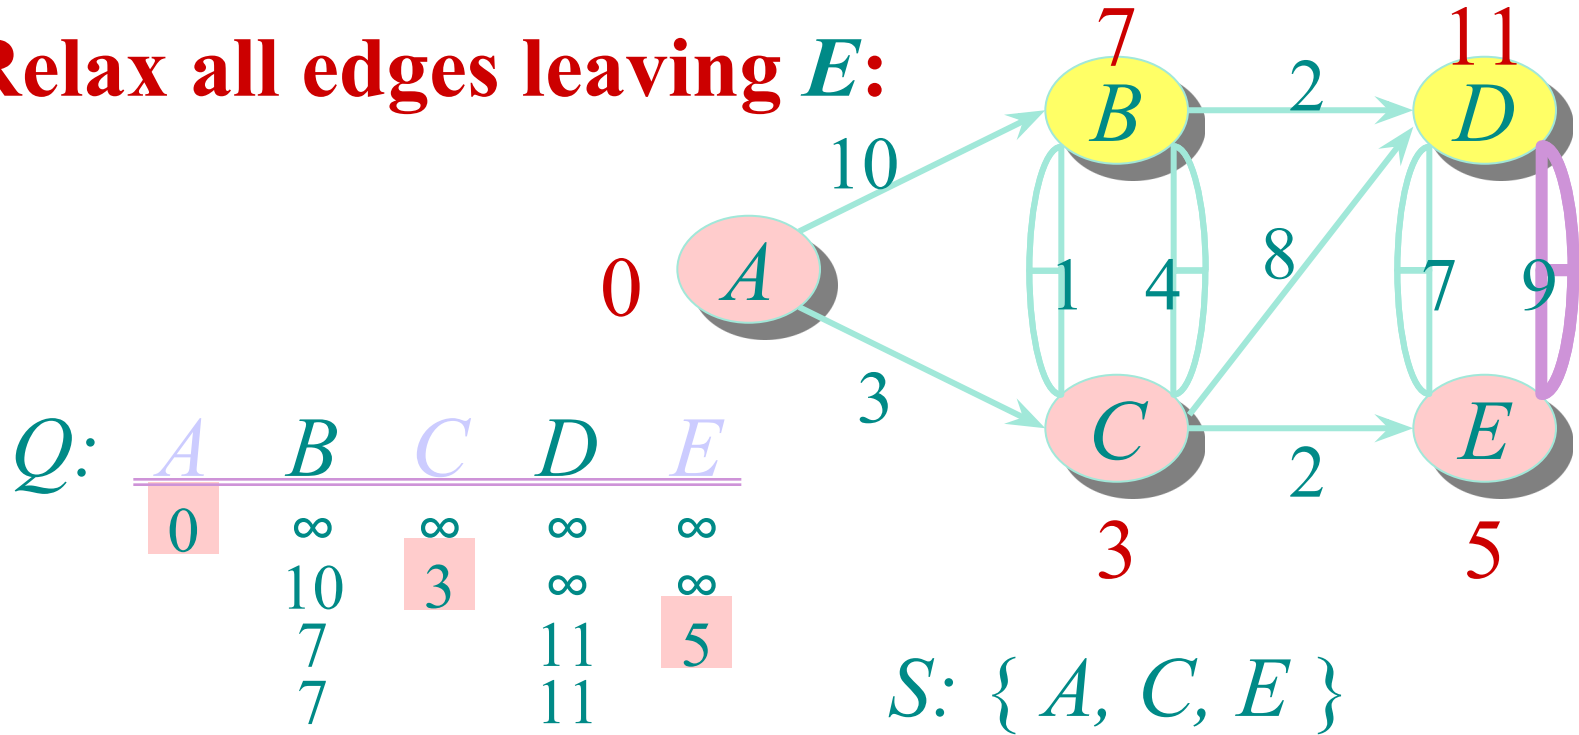 Relax all edges leaving E:
7 11
B 2 D
10
A 8
0 1 4 7 9
3
C E
2
3 5
Q: A B C D E
0 ∞ ∞ ∞ ∞
10 3 ∞ ∞
7 11 5
7 11
S: { A, C, E }